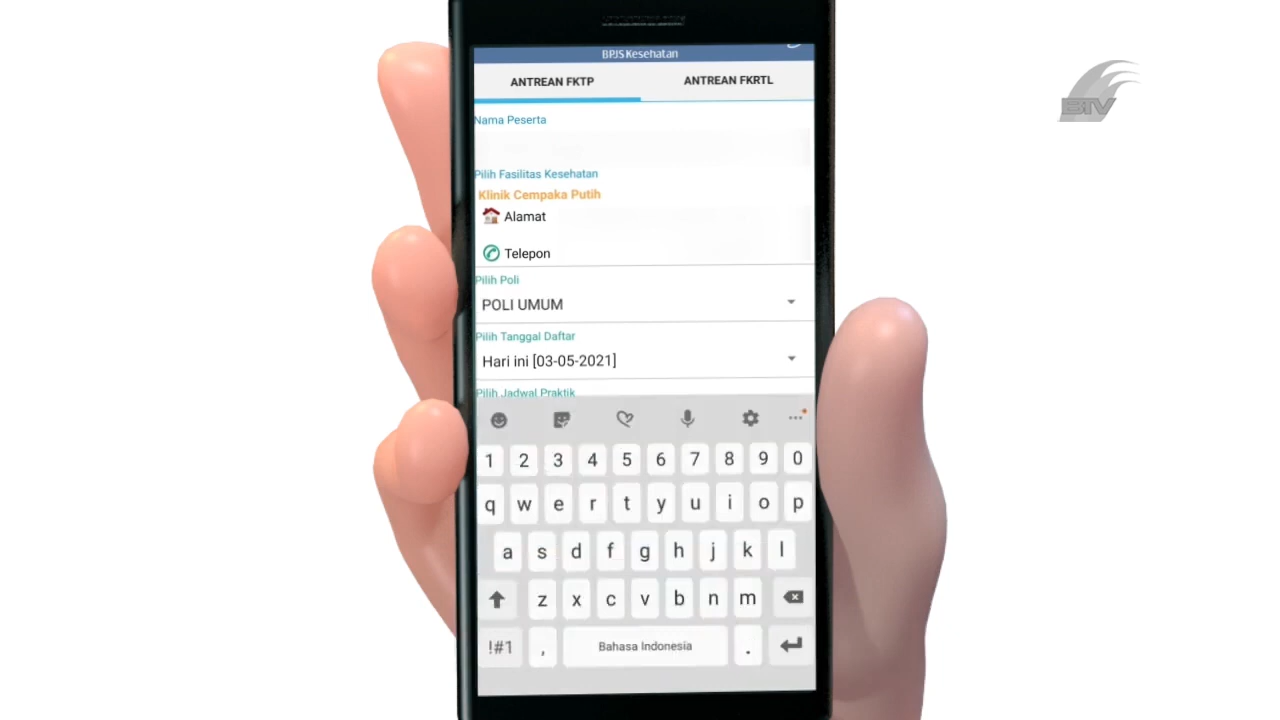 BPJS Kesehatan
ANTREAN FKTP
ANTREAN FKRTL
BTV
Nama Peserta
Pilih Fasilitas Kesehatan
Klinik Cempaka Putih
Alamat
Telepon
Pilih Poli
POLI UMUM
Pilih Tanggal Daftar
Hari ini [03-05-2021]
Pilih Jadwal Praktik
1 2 3 4 5 6 7 8 9 0
q w e r t y u i o p
a s d f g h j k l
z x c v b n m
!#1 , Bahasa Indonesia .